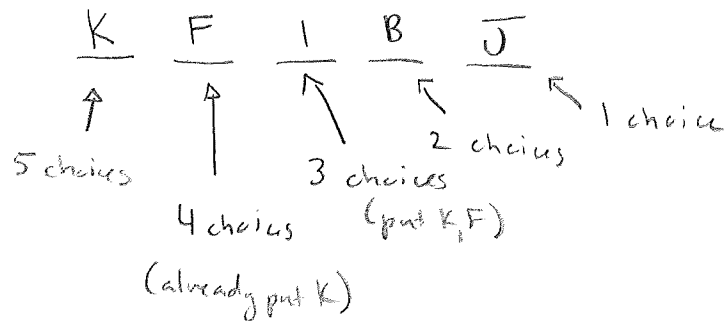 K F I B J
5 choices
4 choices
(already put K)
3 choices
(put K, F)
2 choices
1 choice